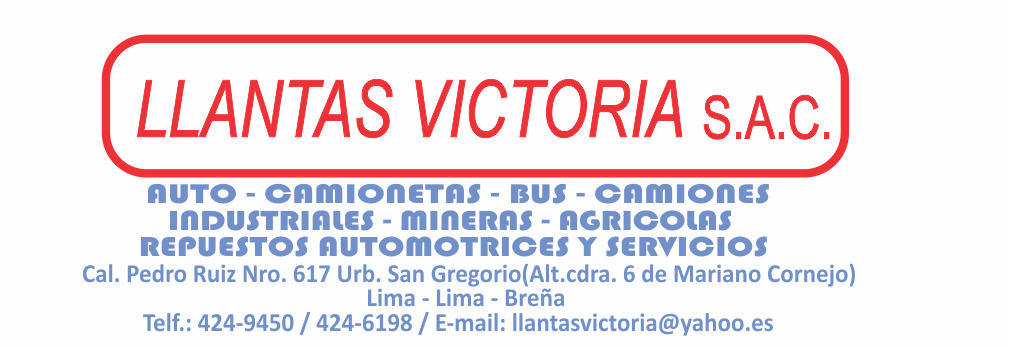 LLANTAS VICTORIA S.A.C.
AUTO - CAMIONETAS - BUS - CAMIONES
INDUSTRIALES - MINERAS - AGRICOLAS
REPUESTOS AUTOMOTRICES Y SERVICIOS
Cal. Pedro Ruiz Nro. 617 Urb. San Gregorio(Alt.cdra. 6 de Mariano Cornejo)
Lima - Lima - Breña
Telf.: 424-9450 / 424-6198 / E-mail: llantasvictoria@yahoo.es